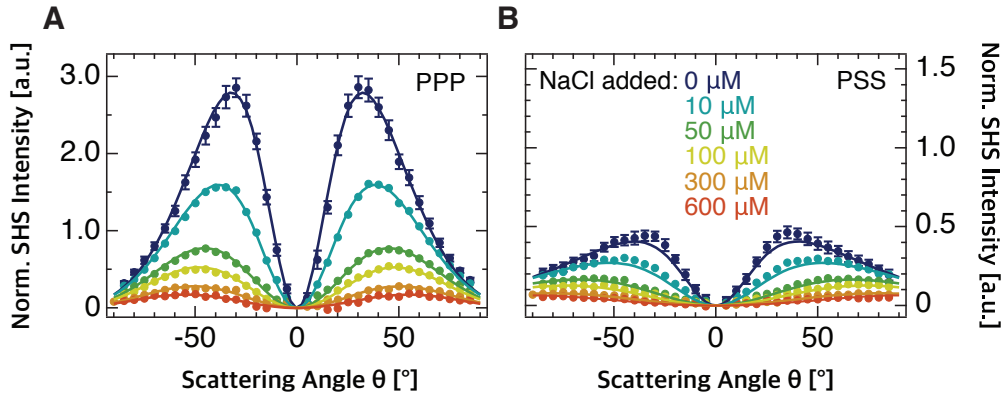 A
B
Norm. SHS Intensity [a.u.]
3.0
2.0
1.0
0
PPP
-50
0
50
Scattering Angle θ [°]
NaCl added: 0 µM
10 µM
50 µM
100 µM
300 µM
600 µM
PSS
1.5
1.0
0.5
0
-50
0
50
Scattering Angle θ [°]
Norm. SHS Intensity [a.u.]